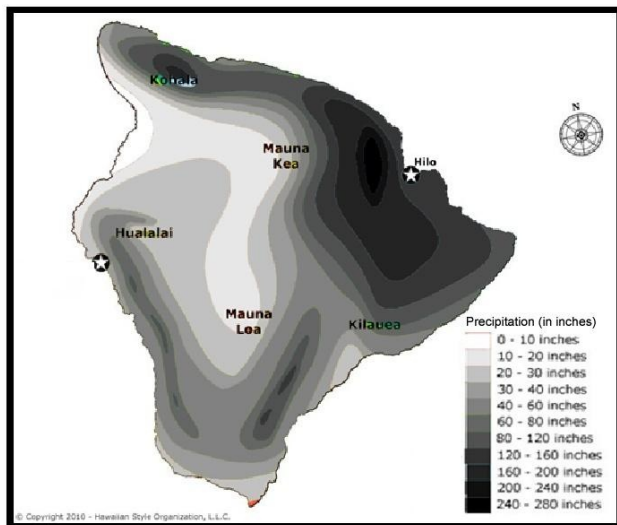 Kohala
N
Mauna
Kea
Hilo
Hualalai
Mauna
Loa
Kilauea
Precipitation (in inches)
0 - 10 inches
10 - 20 inches
20 - 30 inches
30 - 40 inches
40 - 60 inches
60 - 80 inches
80 - 120 inches
120 - 160 inches
160 - 200 inches
200 - 240 inches
240 - 280 inches
© Copyright 2010 - Hawaiian Style Organization, L.L.C.